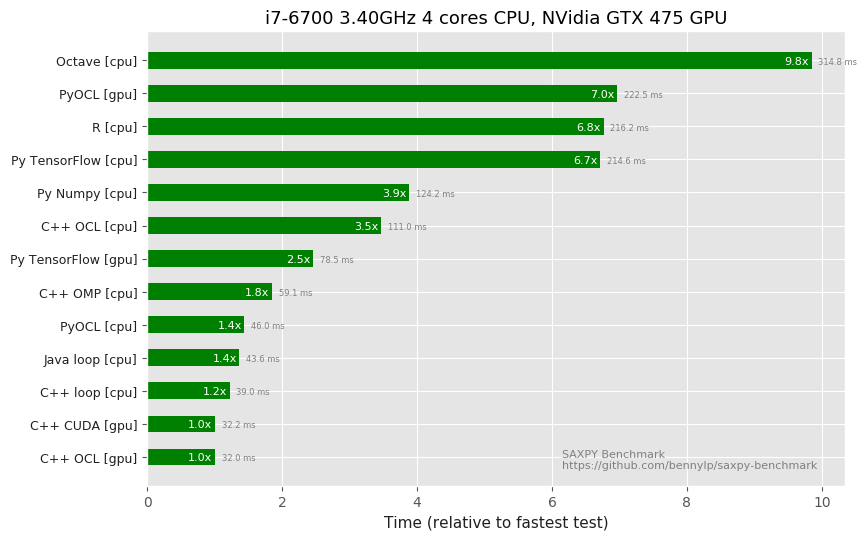 i7-6700 3.40GHz 4 cores CPU, NVidia GTX 475 GPU
Octave [cpu] 9.8x 314.8 ms
PyOCL [gpu] 7.0x 222.5 ms
R [cpu] 6.8x 216.2 ms
Py TensorFlow [cpu] 6.7x 214.6 ms
Py Numpy [cpu] 3.9x 124.2 ms
C++ OCL [cpu] 3.5x 111.0 ms
Py TensorFlow [gpu] 2.5x 78.5 ms
C++ OMP [cpu] 1.8x 59.1 ms
PyOCL [cpu] 1.4x 46.0 ms
Java loop [cpu] 1.4x 43.6 ms
C++ loop [cpu] 1.2x 39.0 ms
C++ CUDA [gpu] 1.0x 32.2 ms
C++ OCL [gpu] 1.0x 32.0 ms
SAXPY Benchmark
https://github.com/bennylp/saxpy-benchmark
0 2 4 6 8 10
Time (relative to fastest test)